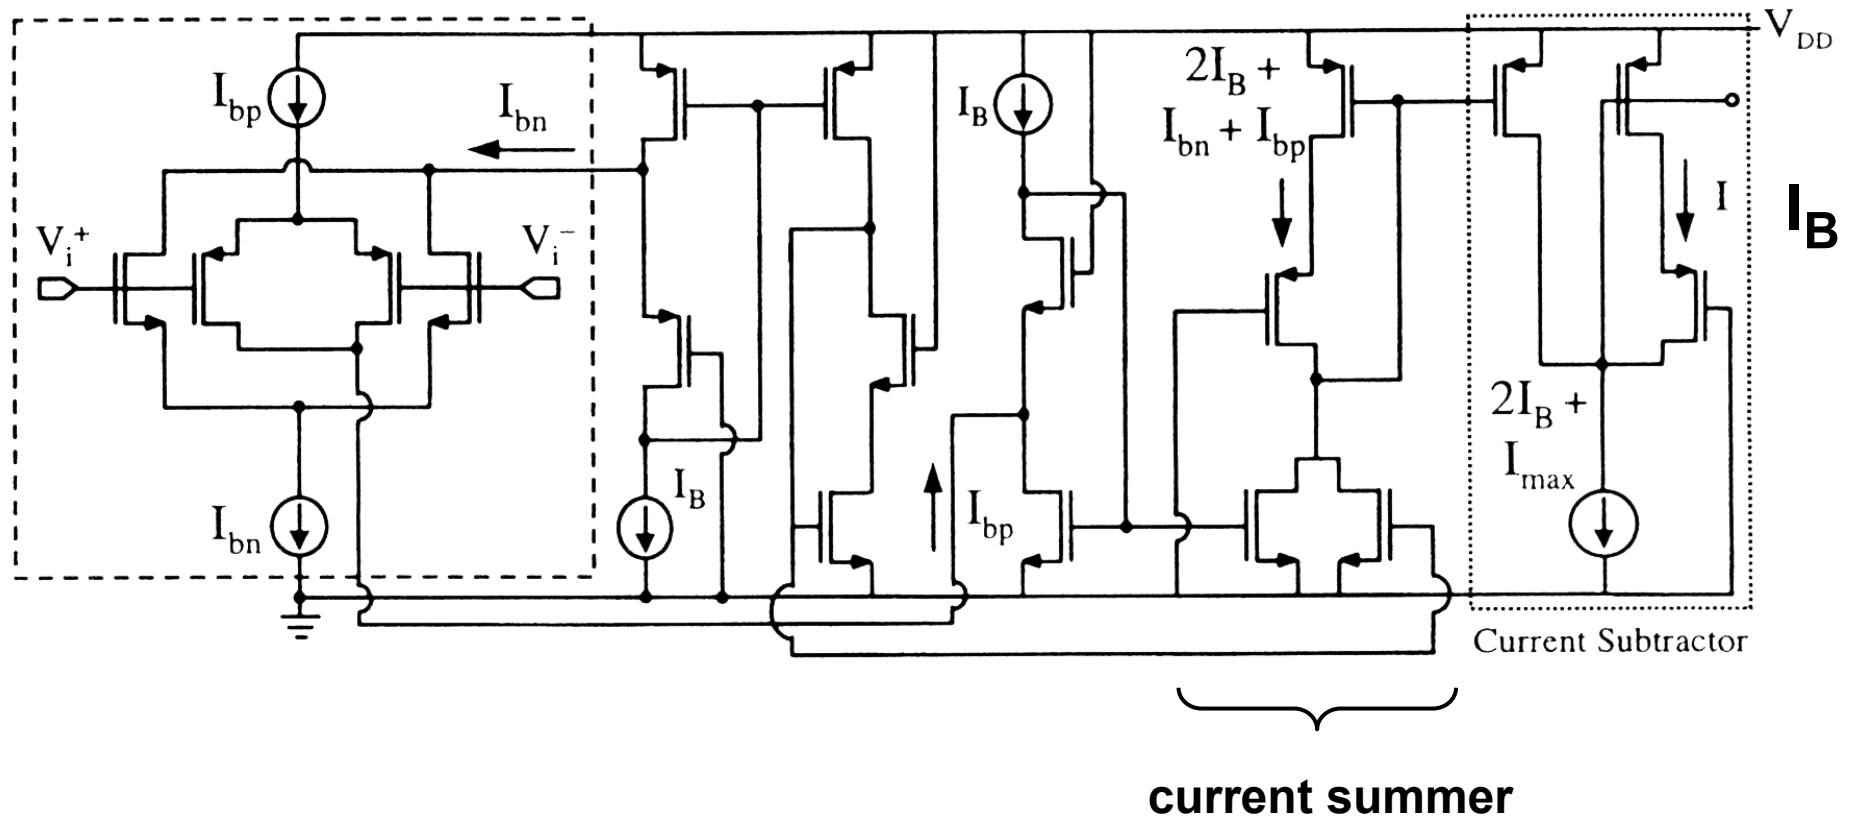 V_DD
I_bp
I_bn
V_i^+
V_i^-
I_bn
I_B
I_B
I_bp
2I_B +
I_bn + I_bp
I
I_B
2I_B +
I_max
Current Subtractor
current summer